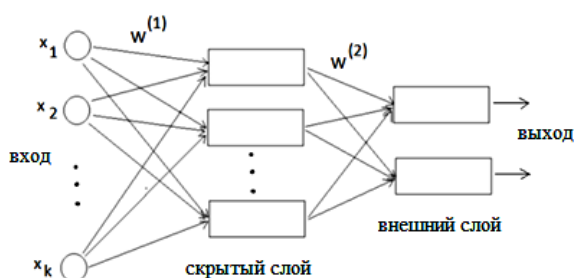 x1
W(1)
x2
вход
xk
скрытый слой
W(2)
выход
внешний слой